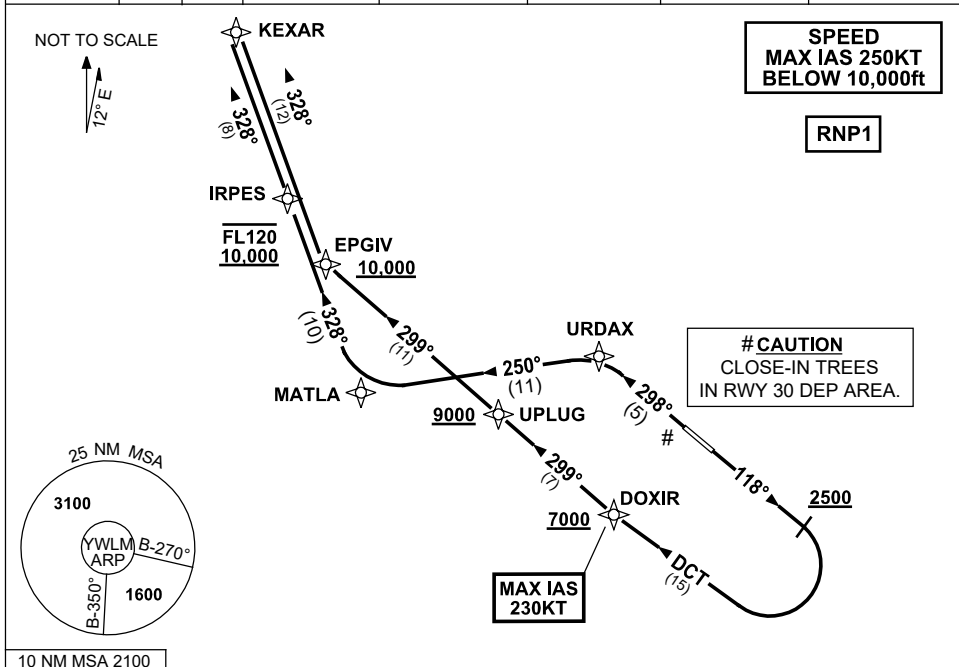 NOT TO SCALE
12° E
KEXAR
SPEED
MAX IAS 250KT
BELOW 10,000ft
RNP1
328°
(8)
328°
(12)
IRPES
FL120
10,000
EPGIV
10,000
328°
(10)
299°
(11)
URDAX
250°
(11)
MATLA
# CAUTION
CLOSE-IN TREES
IN RWY 30 DEP AREA.
298°
(5)
#
9000
UPLUG
118°
299°
(7)
2500
DOXIR
7000
DCT
(15)
MAX IAS
230KT
25 NM MSA
3100
YWLM
ARP
B-270°
B-350°
1600
10 NM MSA 2100